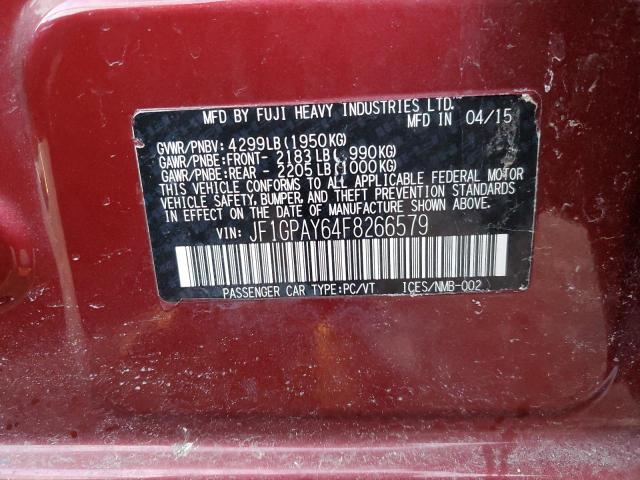 MFD BY FUJI HEAVY INDUSTRIES LTD.
MFD IN 04/15
GVWR/PNBV: 4299LB(1950KG)
GAWR/PNBE:FRONT- 2183LB( 990KG)
GAWR/PNBE:REAR - 2205LB(1000KG)
THIS VEHICLE CONFORMS TO ALL APPLICABLE FEDERAL MOTOR
VEHICLE SAFETY, BUMPER, AND THEFT PREVENTION STANDARDS
IN EFFECT ON THE DATE OF MANUFACTURE SHOWN ABOVE.
VIN: JF1GPAY64F8266579
PASSENGER CAR TYPE:PC/VT ICES/NMB-002